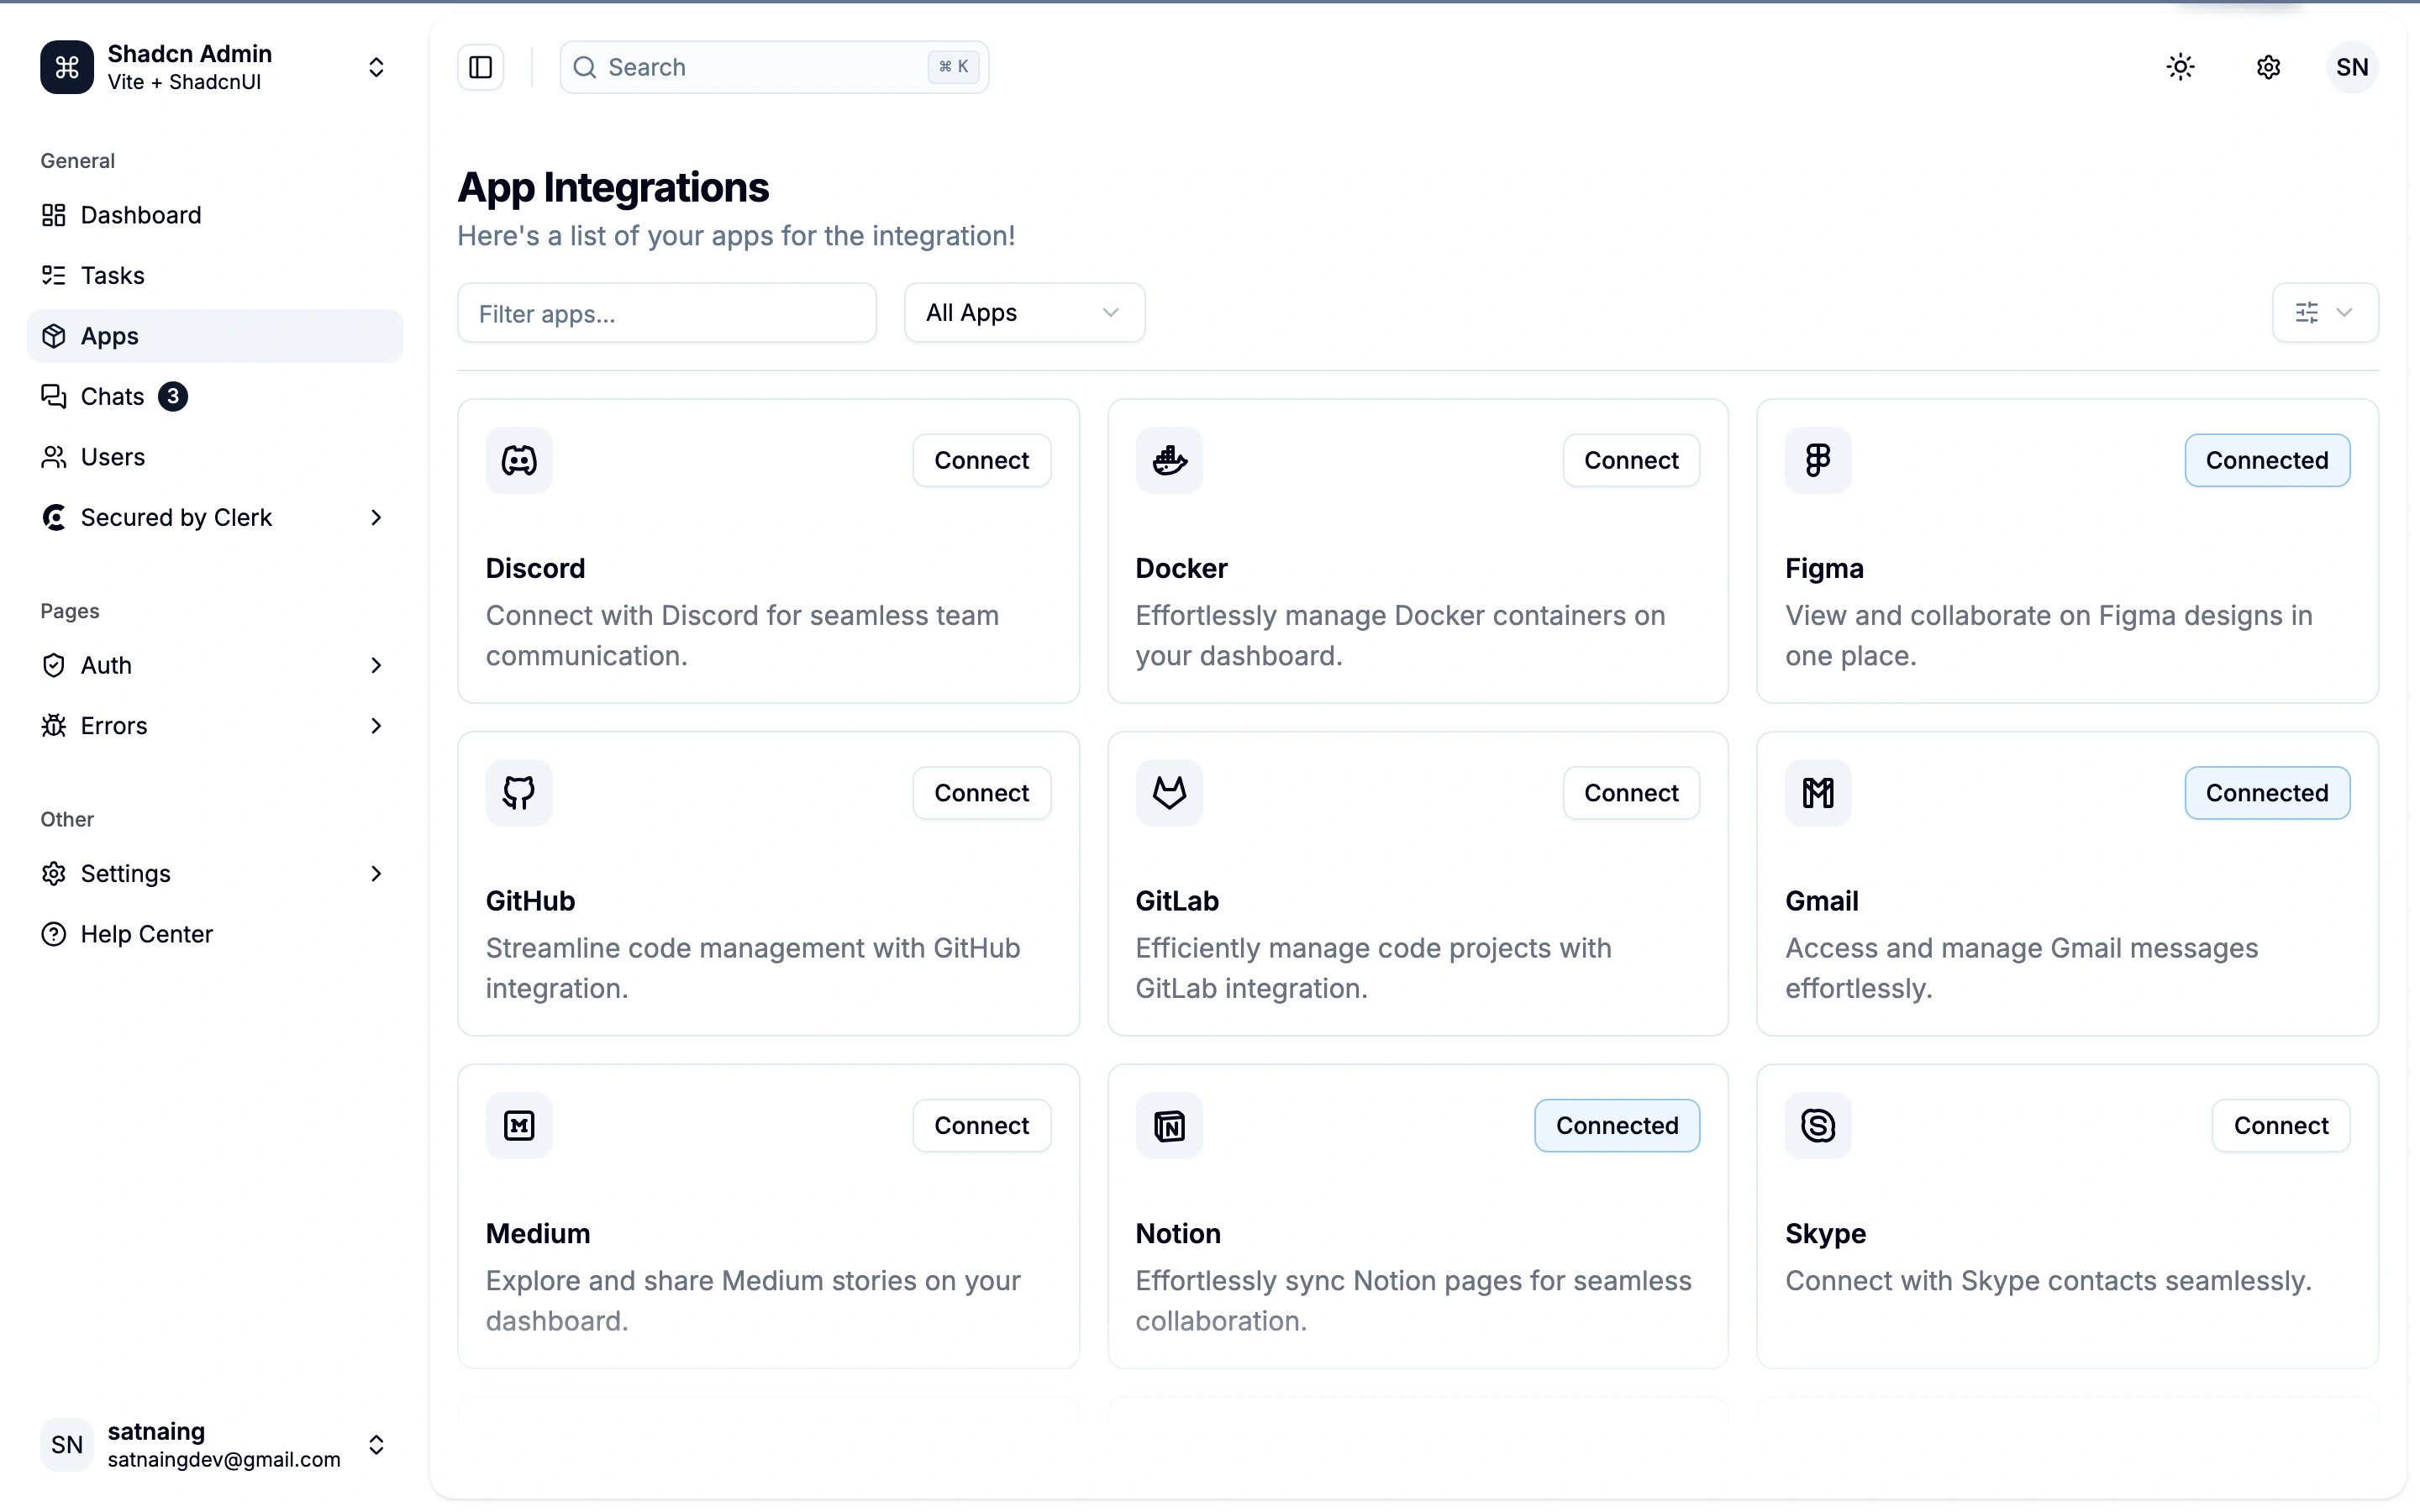 Shadcn Admin
Vite + ShadcnUI
General
Dashboard
Tasks
Apps
Chats 3
Users
Secured by Clerk
Pages
Auth
Errors
Other
Settings
Help Center
SN
satnaing
satnaingdev@gmail.com
Search ⌘ K
SN
App Integrations
Here's a list of your apps for the integration!
Filter apps...
All Apps
Connect
Discord
Connect with Discord for seamless team
communication.
Connect
Docker
Effortlessly manage Docker containers on
your dashboard.
Connected
Figma
View and collaborate on Figma designs in
one place.
Connect
GitHub
Streamline code management with GitHub
integration.
Connect
GitLab
Efficiently manage code projects with
GitLab integration.
Connected
Gmail
Access and manage Gmail messages
effortlessly.
Connect
Medium
Explore and share Medium stories on your
dashboard.
Connected
Notion
Effortlessly sync Notion pages for seamless
collaboration.
Connect
Skype
Connect with Skype contacts seamlessly.